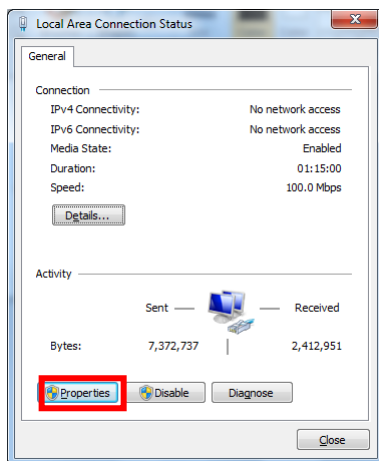 Local Area Connection Status
General
Connection
IPv4 Connectivity: No network access
IPv6 Connectivity: No network access
Media State: Enabled
Duration: 01:15:00
Speed: 100.0 Mbps
Details...
Activity
Sent Received
Bytes: 7,372,737 2,412,951
Properties Disable Diagnose
Close